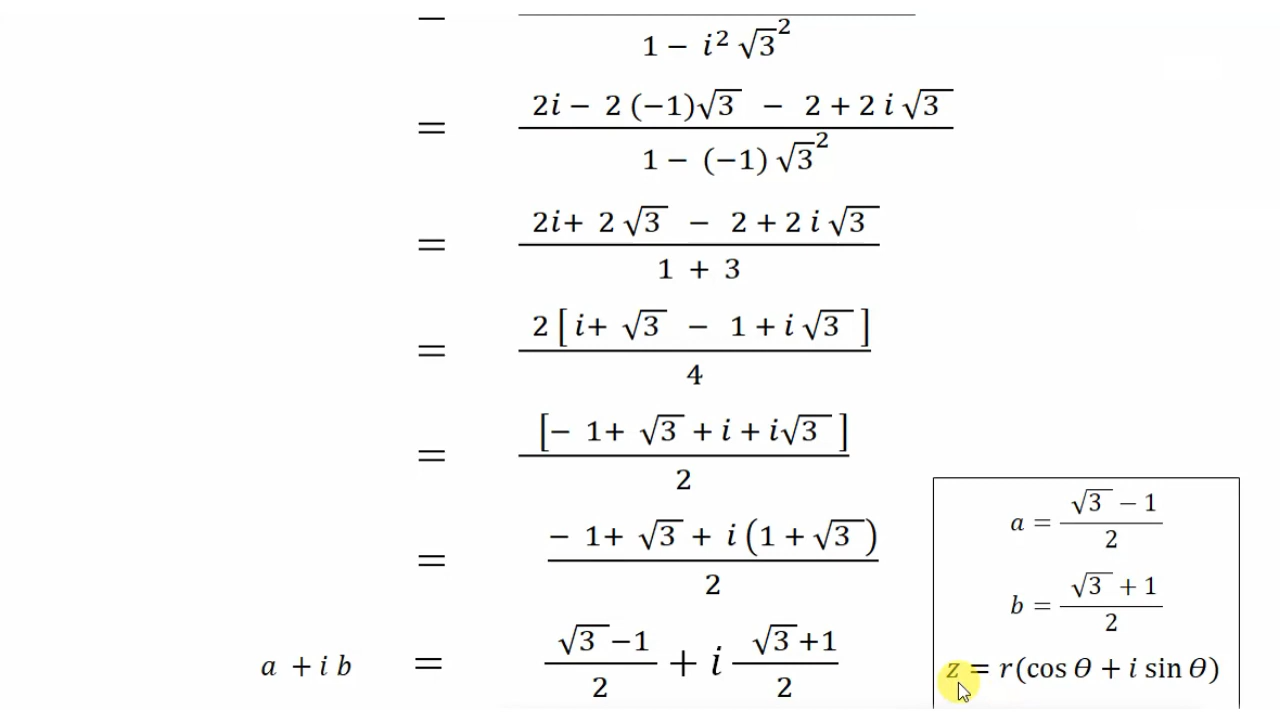 = 1 − i² √3²
= 2i − 2 (−1)√3 − 2 + 2 i √3 / 1 − (−1) √3²
= 2i+ 2 √3 − 2 + 2 i √3 / 1 + 3
= 2 [ i+ √3 − 1 + i √3 ] / 4
= [− 1+ √3 + i + i√3 ] / 2
= − 1+ √3 + i (1 + √3 ) / 2
a + i b = √3 −1 / 2 + i √3 +1 / 2
a = √3 − 1 / 2
b = √3 + 1 / 2
z = r(cos θ + i sin θ)